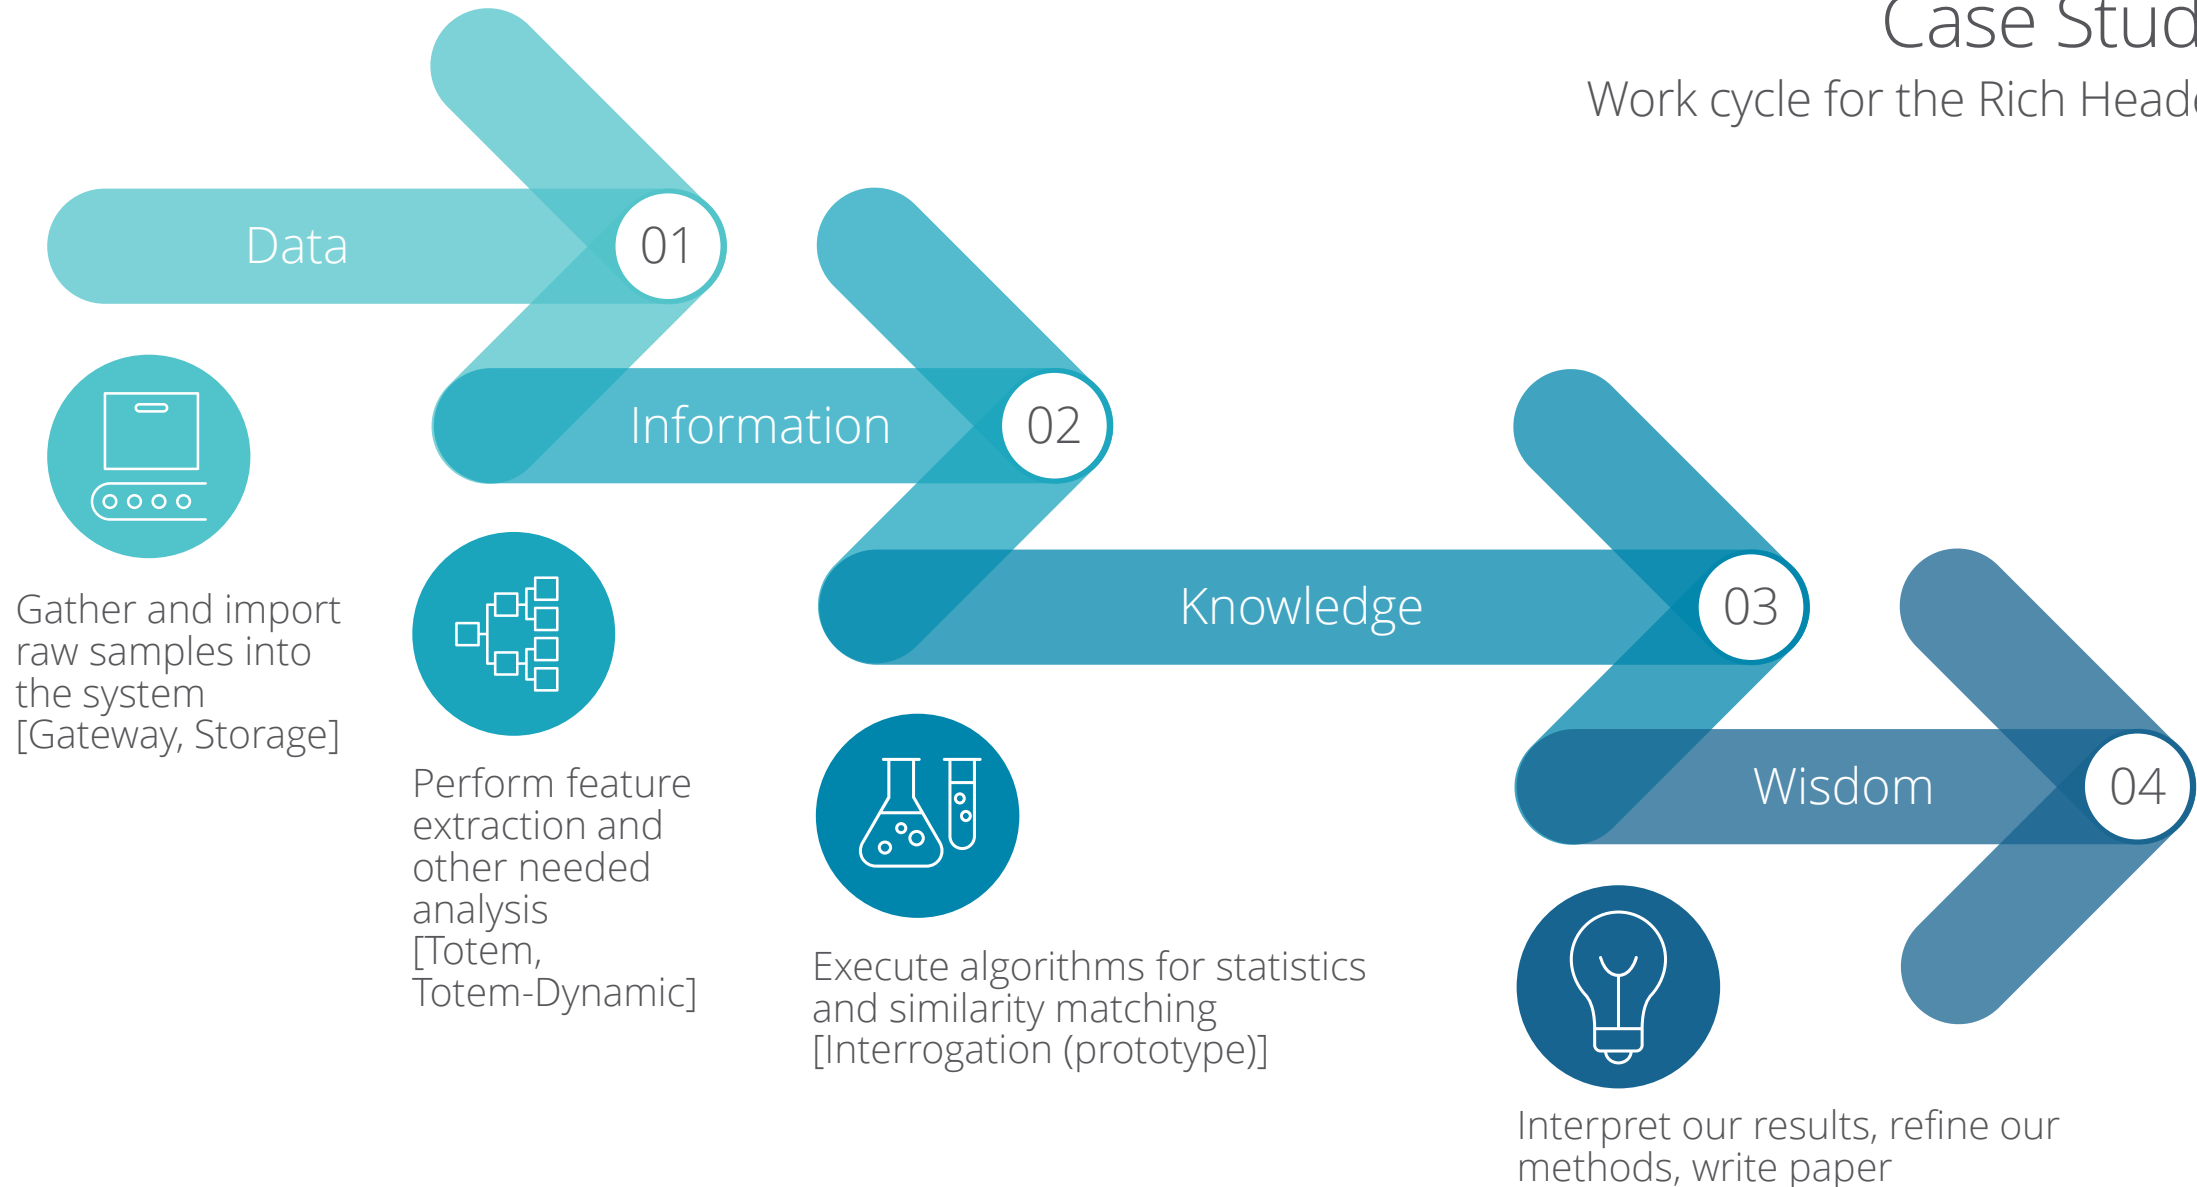 Case Stud
Work cycle for the Rich Heade
Data
01
Information
02
Knowledge
03
Wisdom
04
Gather and import
raw samples into
the system
[Gateway, Storage]
Perform feature
extraction and
other needed
analysis
[Totem,
Totem-Dynamic]
Execute algorithms for statistics
and similarity matching
[Interrogation (prototype)]
Interpret our results, refine our
methods, write paper